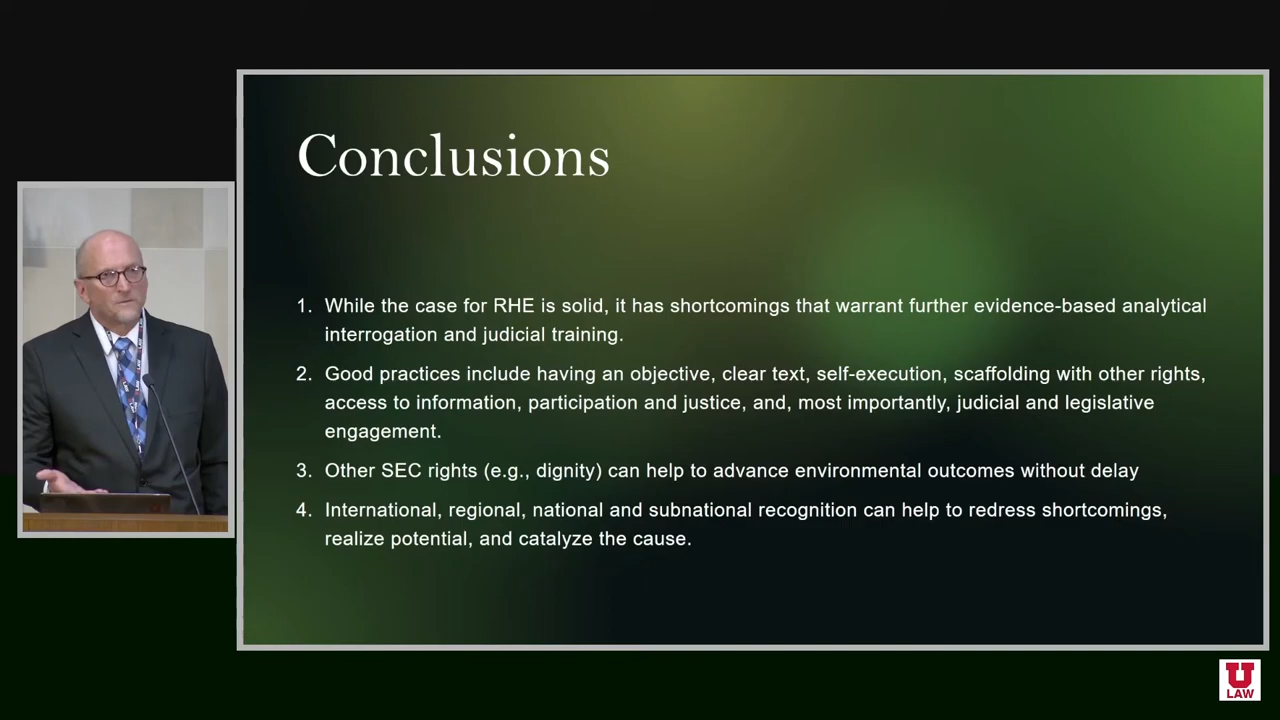 Conclusions
1. While the case for RHE is solid, it has shortcomings that warrant further evidence-based analytical
interrogation and judicial training.
2. Good practices include having an objective, clear text, self-execution, scaffolding with other rights,
access to information, participation and justice, and, most importantly, judicial and legislative
engagement.
3. Other SEC rights (e.g., dignity) can help to advance environmental outcomes without delay
4. International, regional, national and subnational recognition can help to redress shortcomings,
realize potential, and catalyze the cause.
U
LAW